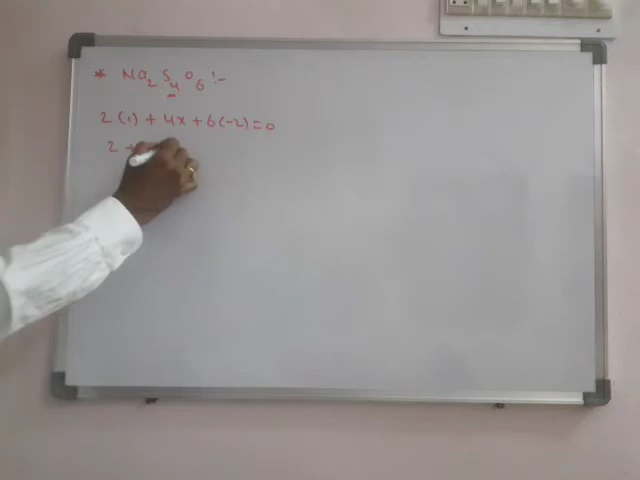 * Na2S4O6 :-
2(1) + 4x + 6(-2) = 0
2 +